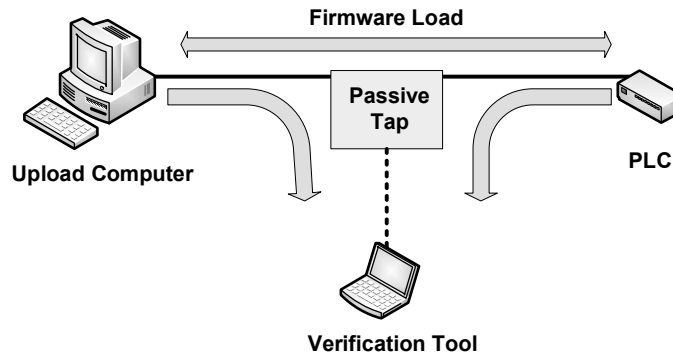 Firmware Load
Passive
Tap
Upload Computer
PLC
Verification Tool